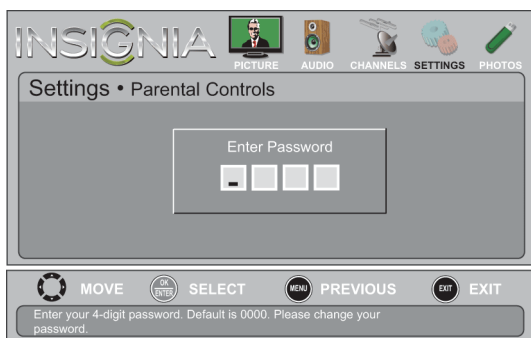 INSIGNIA
PICTURE AUDIO CHANNELS SETTINGS PHOTOS
Settings • Parental Controls
Enter Password
MOVE OK ENTER SELECT MENU PREVIOUS EXIT EXIT
Enter your 4-digit password. Default is 0000. Please change your
password.